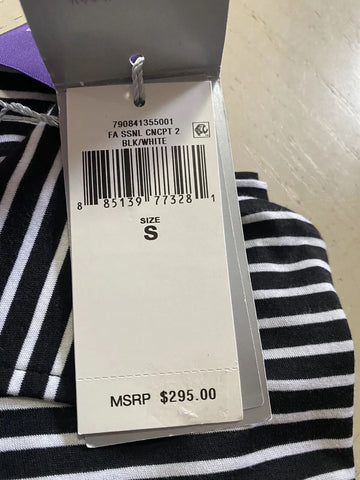 790841355001
FA SSNL CNCPT 2
BLK/WHITE
8 85139 77328 1
SIZE
S
MSRP $295.00